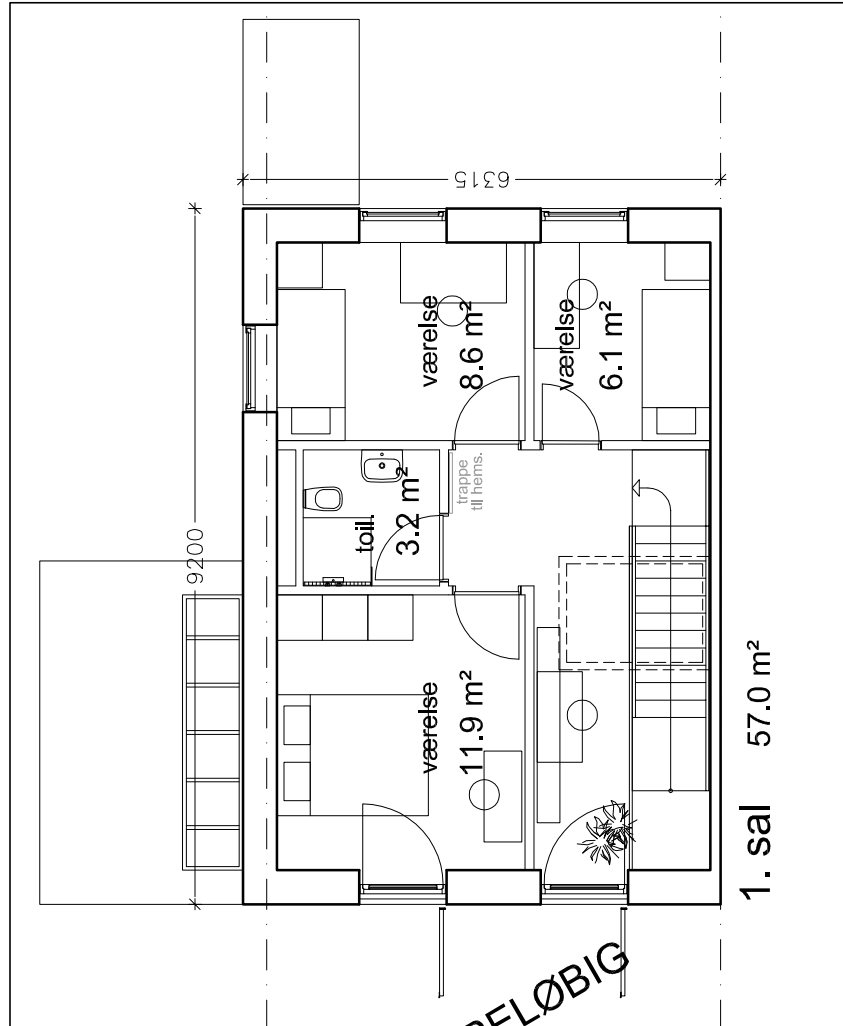 6315
9200
værelse
8.6 m²
værelse
6.1 m²
toil.
3.2 m²
trappe
til hems.
værelse
11.9 m²
1. sal 57.0 m²